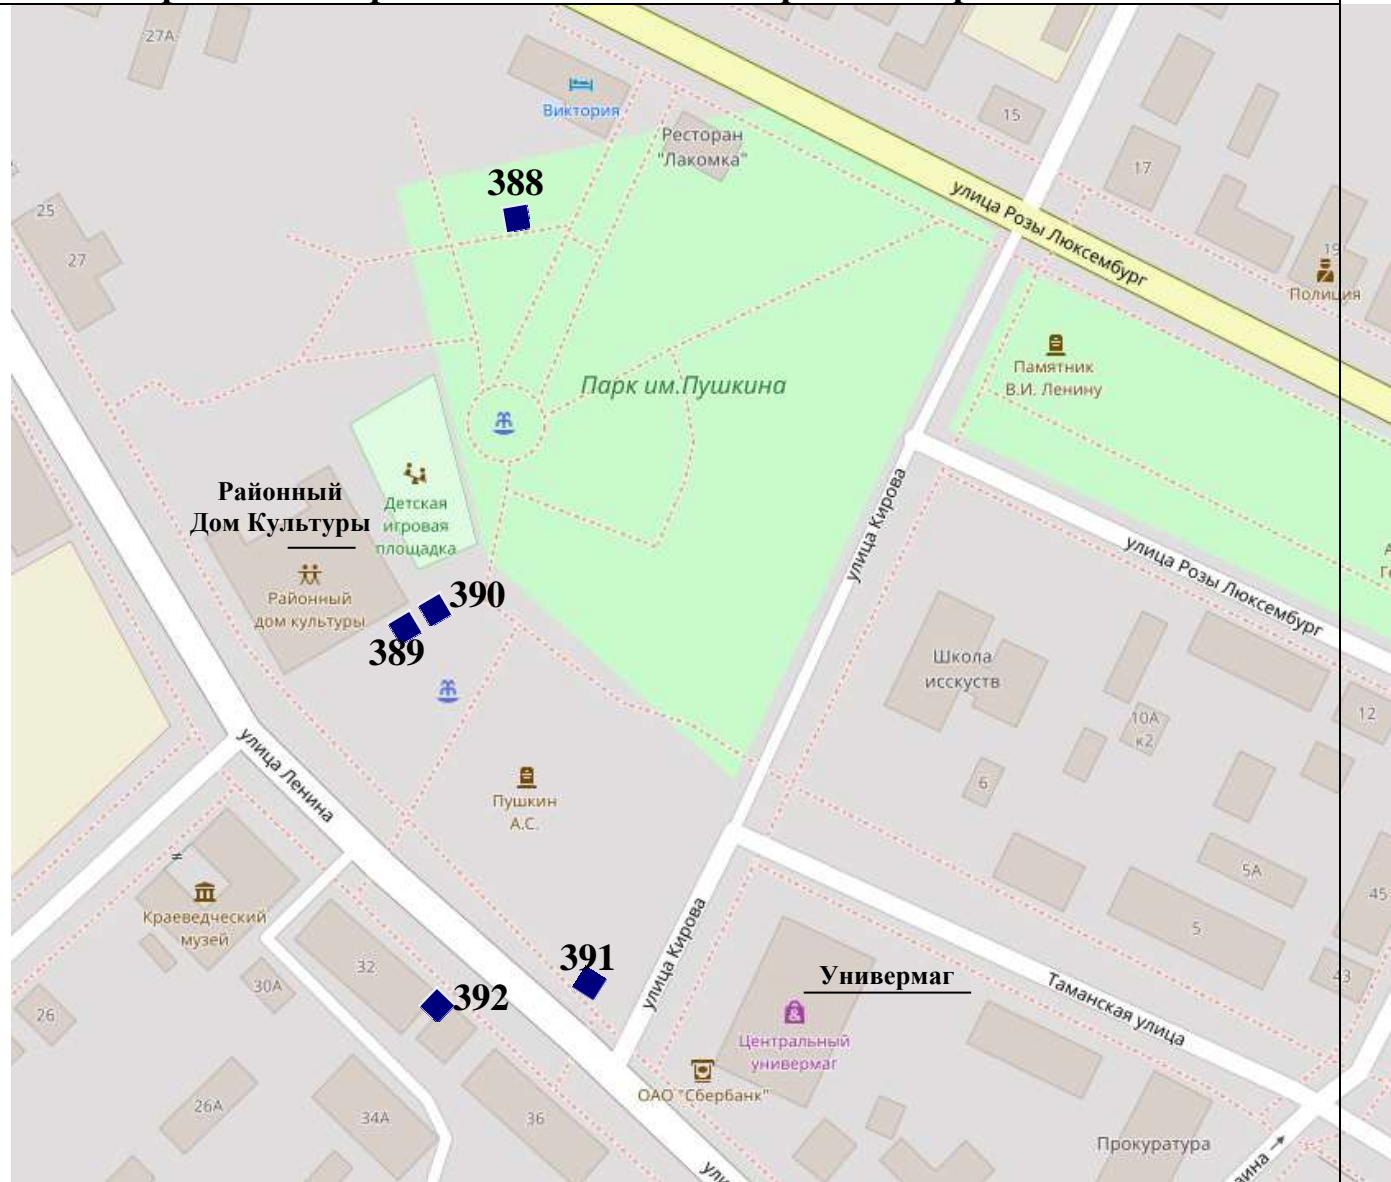 27А
Виктория
Ресторан
"Лакомка"
15
17
388
улица Розы Люксембург
25
27
19
Полиция
Памятник
В.И. Ленину
Парк им.Пушкина
Районный
Дом Культуры
Детская
игровая
площадка
улица Кирова
улица Розы Люксембург
Районный
дом культуры
390
389
Школа
исскуств
12
10А
к2
6
улица Ленина
Пушкин
А.С.
5А
45
5
Краеведческий
музей
улица Кирова
391
32
Универмаг
43
30А
392
Таманская улица
26
Центральный
универмаг
ОАО "Сбербанк"
26А
34А
36
Прокуратура